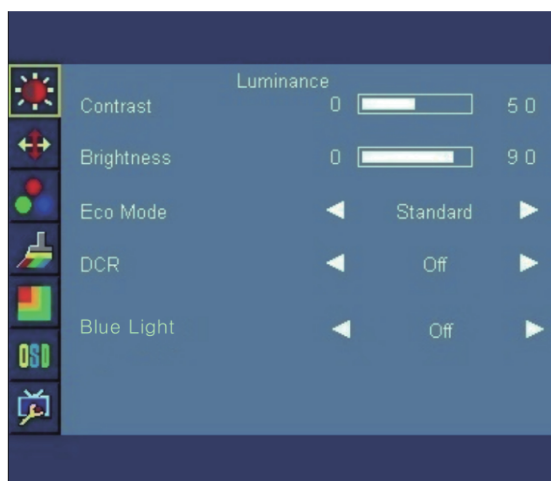 Luminance
Contrast 0 50
Brightness 0 90
Eco Mode Standard
DCR Off
Blue Light Off
OSD